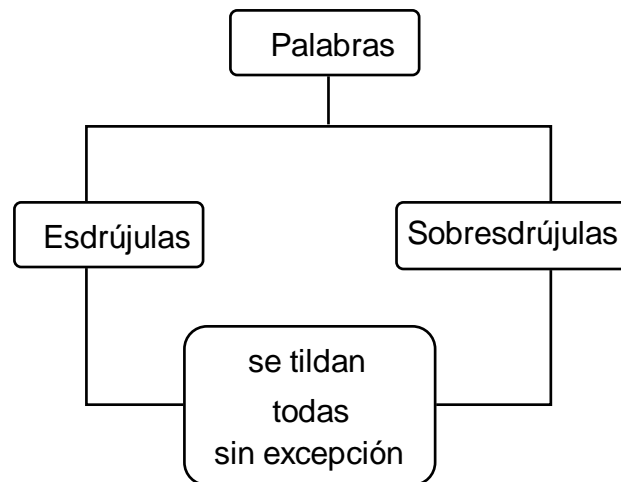 Palabras
Esdrújulas
Sobresdrújulas
se tildan
todas
sin excepción